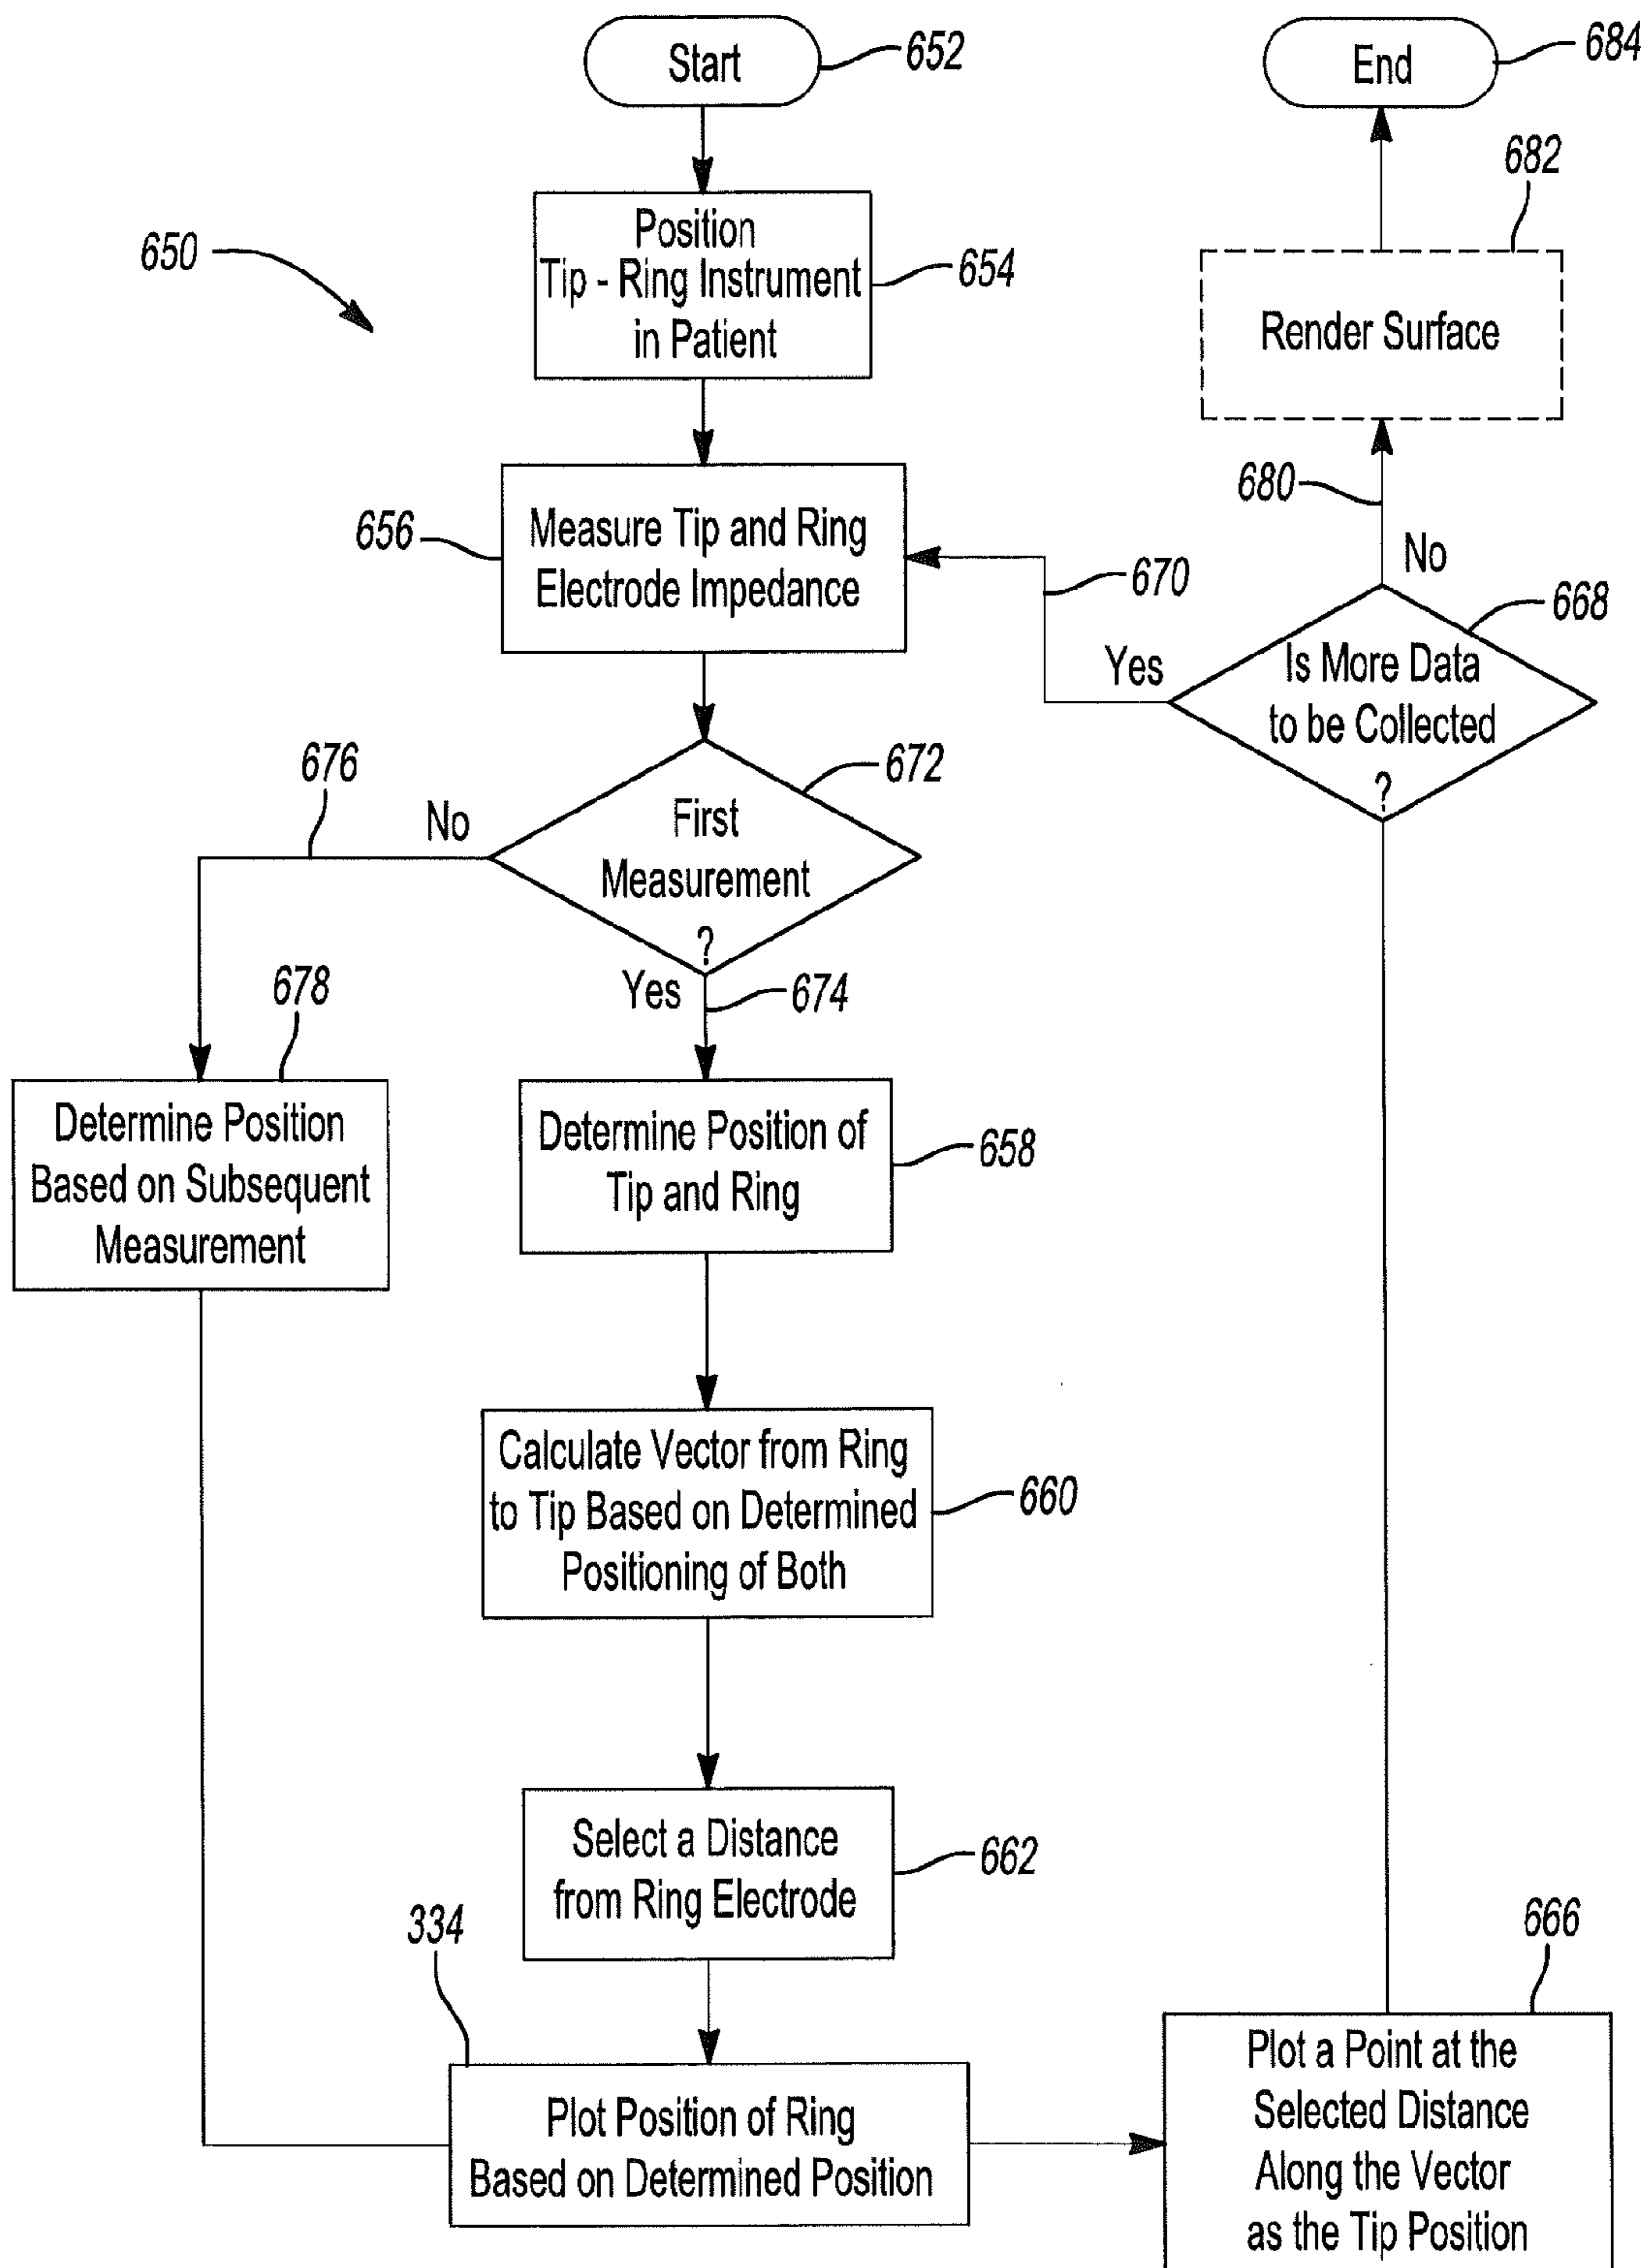 Start
652
End
684
682
650
Position
Tip - Ring Instrument
in Patient
654
Render Surface
680
No
656
Measure Tip and Ring
Electrode Impedance
670
668
Yes
Is More Data
to be Collected
?
676
No
672
First
Measurement
?
Yes
674
678
Determine Position
Based on Subsequent
Measurement
Determine Position of
Tip and Ring
658
Calculate Vector from Ring
to Tip Based on Determined
Positioning of Both
660
Select a Distance
from Ring Electrode
662
334
Plot Position of Ring
Based on Determined Position
666
Plot a Point at the
Selected Distance
Along the Vector
as the Tip Position